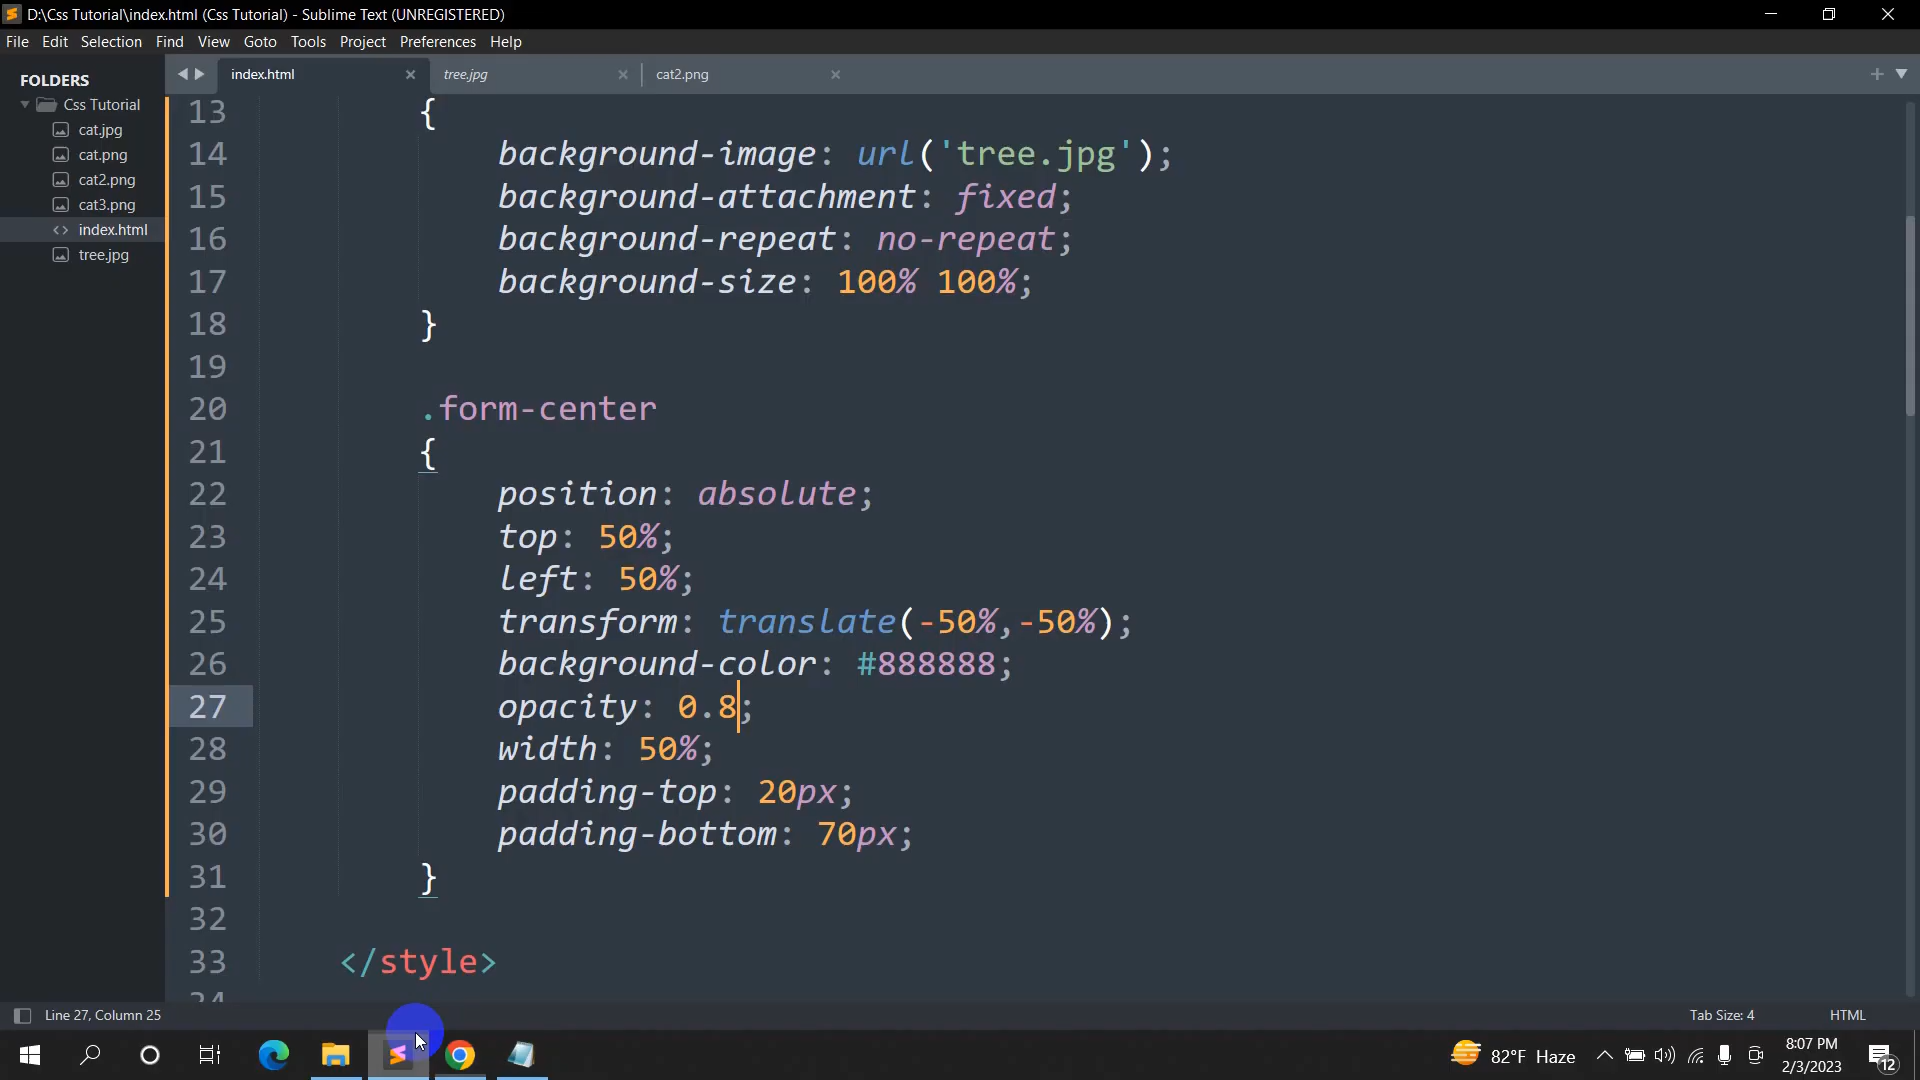 D:\Css Tutorial\index.html (Css Tutorial) - Sublime Text (UNREGISTERED)
File Edit Selection Find View Goto Tools Project Preferences Help
FOLDERS
Css Tutorial
cat.jpg
cat.png
cat2.png
cat3.png
index.html
tree.jpg
index.html tree.jpg cat2.png
13 {
14 background-image: url('tree.jpg');
15 background-attachment: fixed;
16 background-repeat: no-repeat;
17 background-size: 100% 100%;
18 }
19
20 .form-center
21 {
22 position: absolute;
23 top: 50%;
24 left: 50%;
25 transform: translate(-50%,-50%);
26 background-color: #888888;
27 opacity: 0.8;
28 width: 50%;
29 padding-top: 20px;
30 padding-bottom: 70px;
31 }
32
33 </style>
34
Line 27, Column 25 Tab Size: 4 HTML
82°F Haze 8:07 PM
2/3/2023 12